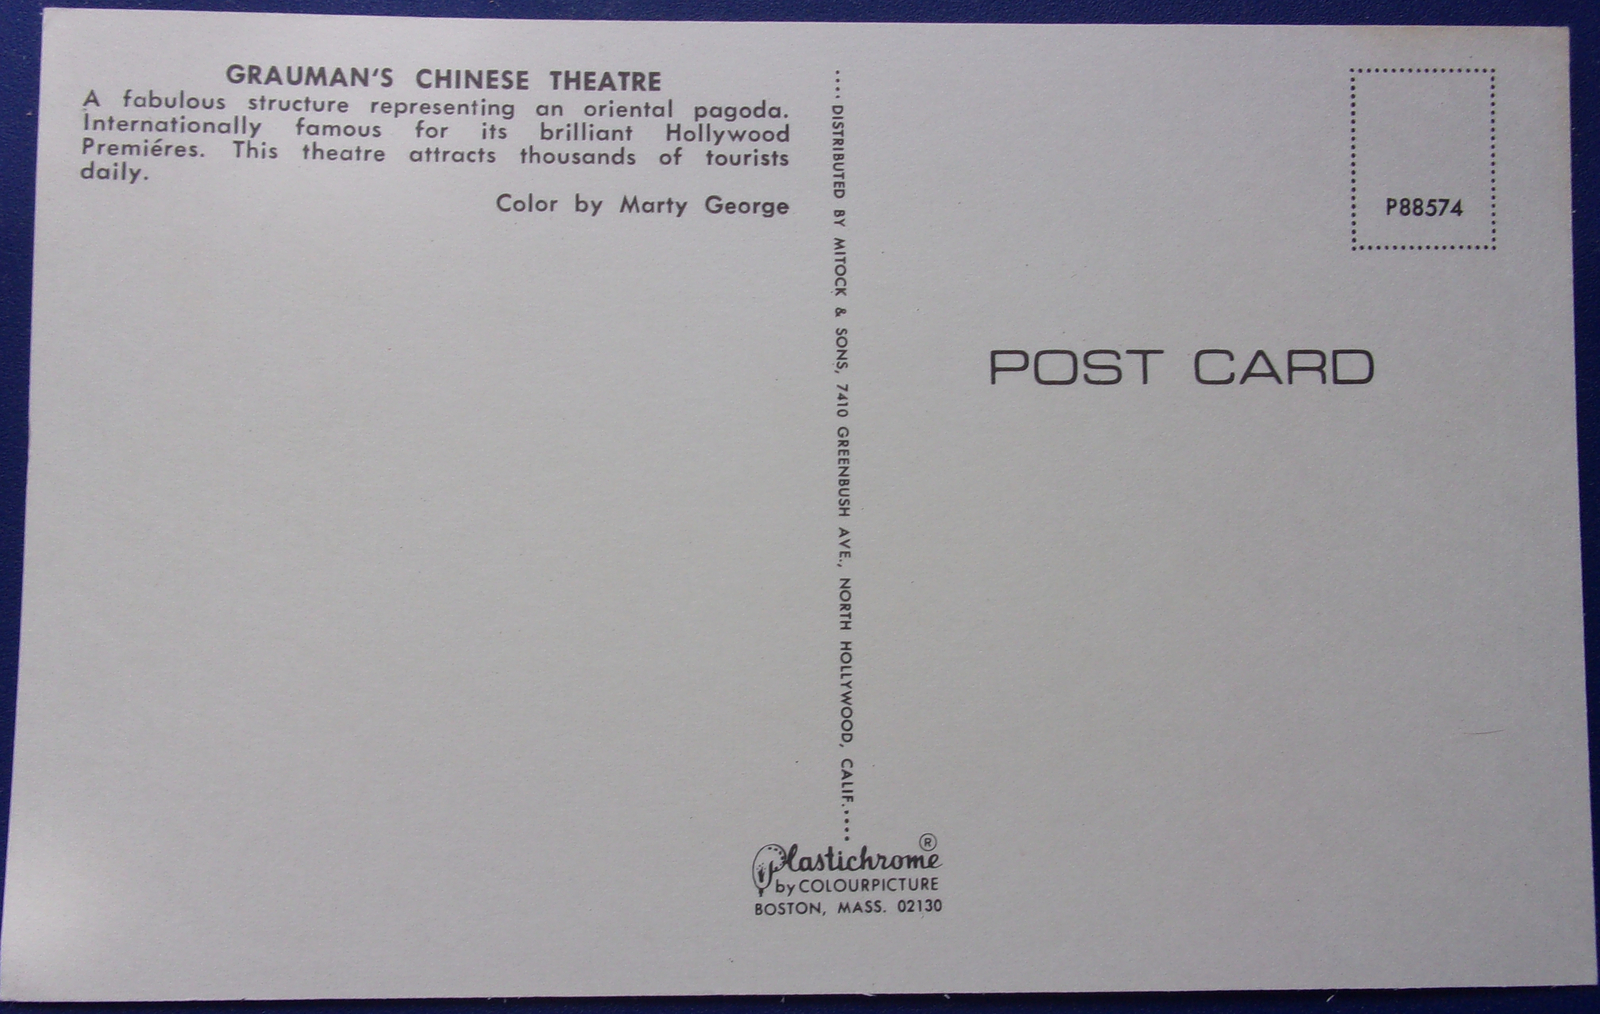 GRAUMAN'S CHINESE THEATRE
A fabulous structure representing an oriental pagoda.
Internationally famous for its brilliant Hollywood
Premiéres. This theatre attracts thousands of tourists
daily.
Color by Marty George
.... DISTRIBUTED BY MITOCK & SONS, 7410 GREENBUSH AVE., NORTH HOLLYWOOD, CALIF.....
P88574
POST CARD
Plastichrome ®
by COLOURPICTURE
BOSTON, MASS. 02130